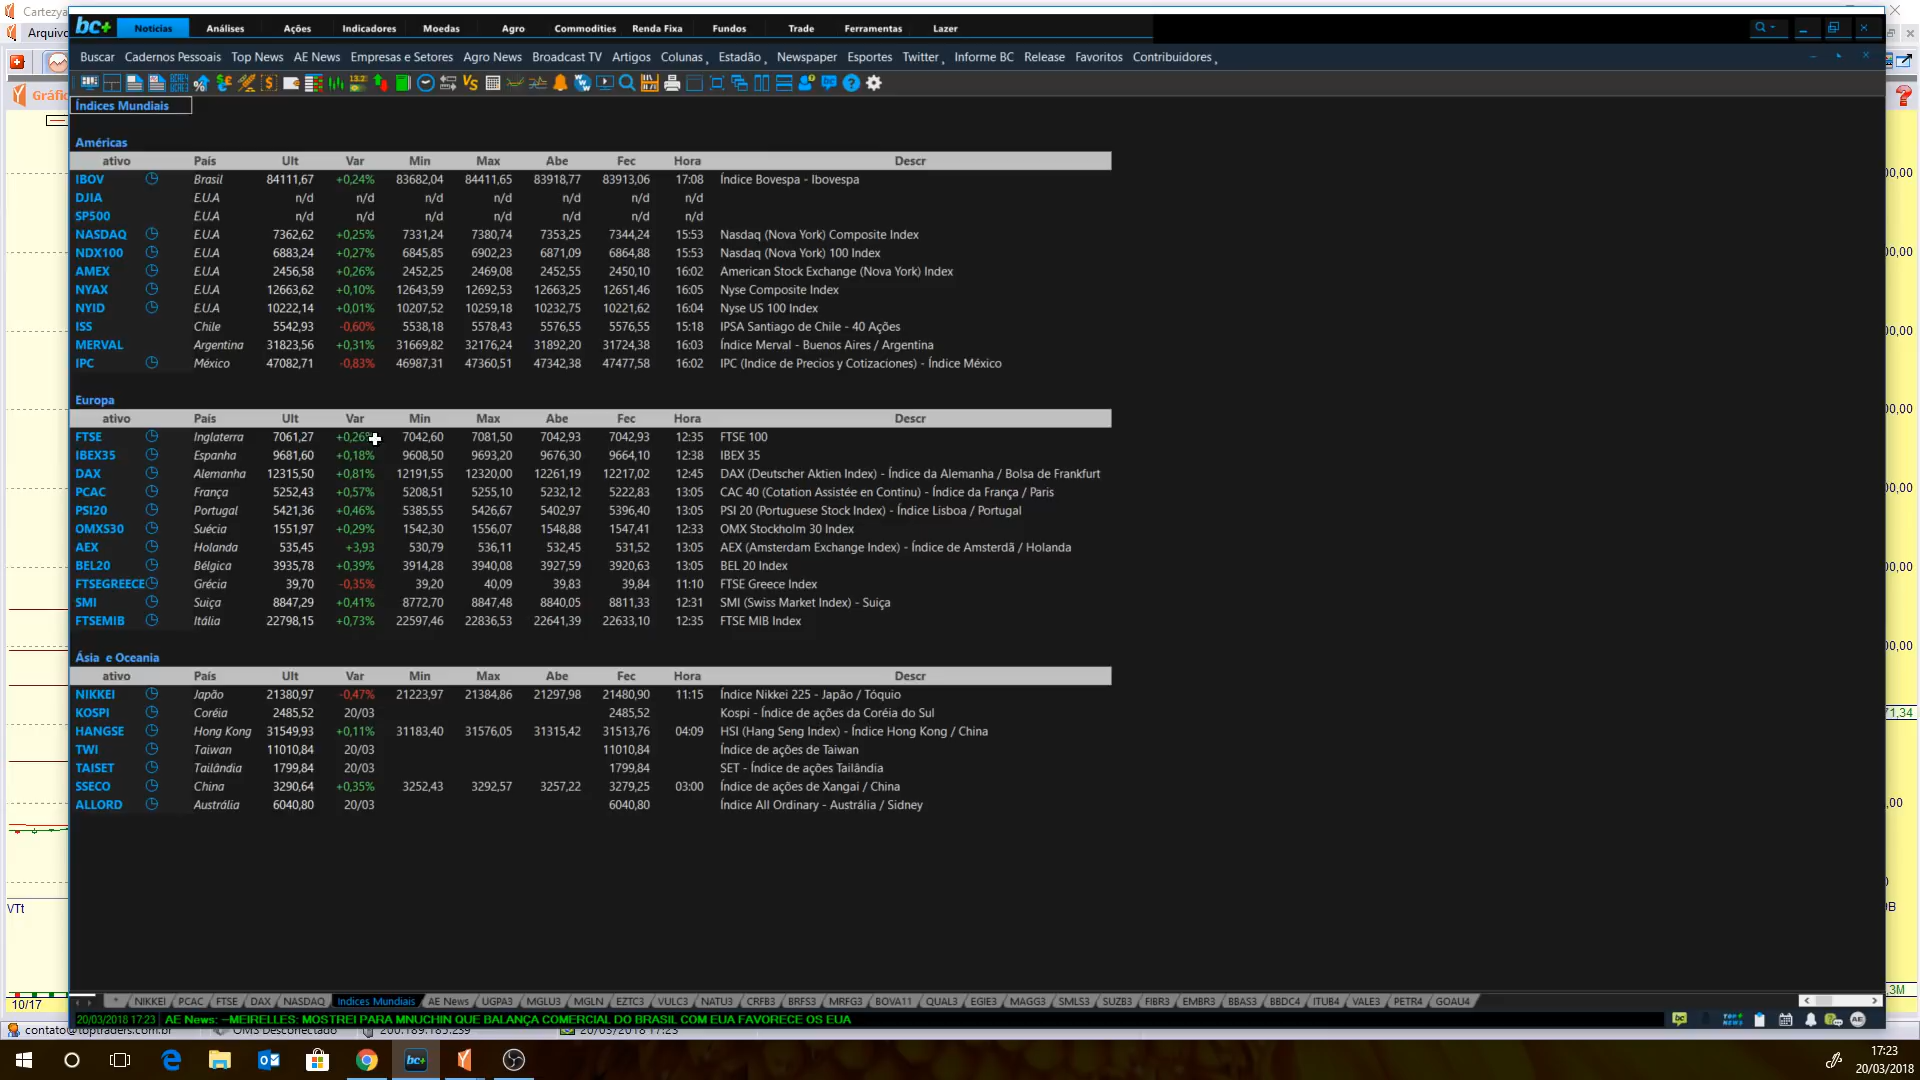 Cartezya
bc+ Notícias Análises Ações Indicadores Moedas Agro Commodities Renda Fixa Fundos Trade Ferramentas Lazer
Arquivo
Buscar Cadernos Pessoais Top News AE News Empresas e Setores Agro News Broadcast TV Artigos Colunas Estadão Newspaper Esportes Twitter Informe BC Release Favoritos Contribuidores
Gráfi
Índices Mundiais
Américas
ativo País Ult Var Min Max Abe Fec Hora Descr
IBOV Brasil 84111,67 +0,24% 83682,04 84411,65 83918,77 83913,06 17:08 Índice Bovespa - Ibovespa
DJIA E.U.A n/d n/d n/d n/d n/d n/d n/d
SP500 E.U.A n/d n/d n/d n/d n/d n/d n/d
NASDAQ E.U.A 7362,62 +0,25% 7331,24 7380,74 7353,25 7344,24 15:53 Nasdaq (Nova York) Composite Index
NDX100 E.U.A 6883,24 +0,27% 6845,85 6902,23 6871,09 6864,88 15:53 Nasdaq (Nova York) 100 Index
AMEX E.U.A 2456,58 +0,26% 2452,25 2469,08 2452,55 2450,10 16:02 American Stock Exchange (Nova York) Index
NYAX E.U.A 12663,62 +0,10% 12643,59 12692,53 12663,25 12651,46 16:05 Nyse Composite Index
NYID E.U.A 10222,14 +0,01% 10207,52 10259,18 10232,75 10221,62 16:04 Nyse US 100 Index
ISS Chile 5542,93 -0,60% 5538,18 5578,43 5576,55 5576,55 15:18 IPSA Santiago de Chile - 40 Ações
MERVAL Argentina 31823,56 +0,31% 31669,82 32176,24 31892,20 31724,38 16:03 Índice Merval - Buenos Aires / Argentina
IPC México 47082,71 -0,83% 46987,31 47360,51 47342,38 47477,58 16:02 IPC (Indice de Precios y Cotizaciones) - Índice México
Europa
ativo País Ult Var Min Max Abe Fec Hora Descr
FTSE Inglaterra 7061,27 +0,26% 7042,60 7081,50 7042,93 7042,93 12:35 FTSE 100
IBEX35 Espanha 9681,60 +0,18% 9608,50 9693,20 9676,30 9664,10 12:38 IBEX 35
DAX Alemanha 12315,50 +0,81% 12191,55 12320,00 12261,19 12217,02 12:45 DAX (Deutscher Aktien Index) - Índice da Alemanha / Bolsa de Frankfurt
PCAC França 5252,43 +0,57% 5208,51 5255,10 5232,12 5222,83 13:05 CAC 40 (Cotation Assistée en Continu) - Índice da França / Paris
PSI20 Portugal 5421,36 +0,46% 5385,55 5426,67 5402,97 5396,40 13:05 PSI 20 (Portuguese Stock Index) - Índice Lisboa / Portugal
OMXS30 Suécia 1551,97 +0,29% 1542,30 1556,07 1548,88 1547,41 12:33 OMX Stockholm 30 Index
AEX Holanda 535,45 +3,93 530,79 536,11 532,45 531,52 13:05 AEX (Amsterdam Exchange Index) - Índice de Amsterdã / Holanda
BEL20 Bélgica 3935,78 +0,39% 3914,28 3940,08 3927,59 3920,63 13:05 BEL 20 Index
FTSEGREECE Grécia 39,70 -0,35% 39,20 40,09 39,83 39,84 11:10 FTSE Greece Index
SMI Suiça 8847,29 +0,41% 8772,70 8847,48 8840,05 8811,33 12:31 SMI (Swiss Market Index) - Suiça
FTSEMIB Itália 22798,15 +0,73% 22597,46 22836,53 22641,39 22633,10 12:35 FTSE MIB Index
Ásia e Oceania
ativo País Ult Var Min Max Abe Fec Hora Descr
NIKKEI Japão 21380,97 -0,47% 21223,97 21384,86 21297,98 21480,90 11:15 Índice Nikkei 225 - Japão / Tóquio
KOSPI Coréia 2485,52 20/03 2485,52 Kospi - Índice de ações da Coréia do Sul
HANGSE Hong Kong 31549,93 +0,11% 31183,40 31576,05 31315,42 31513,76 04:09 HSI (Hang Seng Index) - Índice Hong Kong / China
TWI Taiwan 11010,84 20/03 11010,84 Índice de ações de Taiwan
TAISET Tailândia 1799,84 20/03 1799,84 SET - Índice de ações Tailândia
SSECO China 3290,64 +0,35% 3252,43 3292,57 3257,22 3279,25 03:00 Índice de ações de Xangai / China
ALLORD Austrália 6040,80 20/03 6040,80 Índice All Ordinary - Austrália / Sidney
VTt
10/17
NIKKEI PCAC FTSE DAX NASDAQ Indices Mundiais AE News UGPA3 MGLU3 MGLN EZTC3 VULC3 NATU3 CRFB3 BRFS3 MRFG3 BOVA11 QUAL3 EGIE3 MAGG3 SMLS3 SUZB3 FIBR3 EMBR3 BBAS3 BBDC4 ITUB4 VALE3 PETR4 GOAU4
20/03/2018 17:23 AE News: --MEIRELLES: MOSTREI PARA MNUCHIN QUE BALANÇA COMERCIAL DO BRASIL COM EUA FAVORECE OS EUA
contato@toptraders.com.br OMS Desconectado 200.189.185.239 20/03/2018 17:23
17:23
20/03/2018